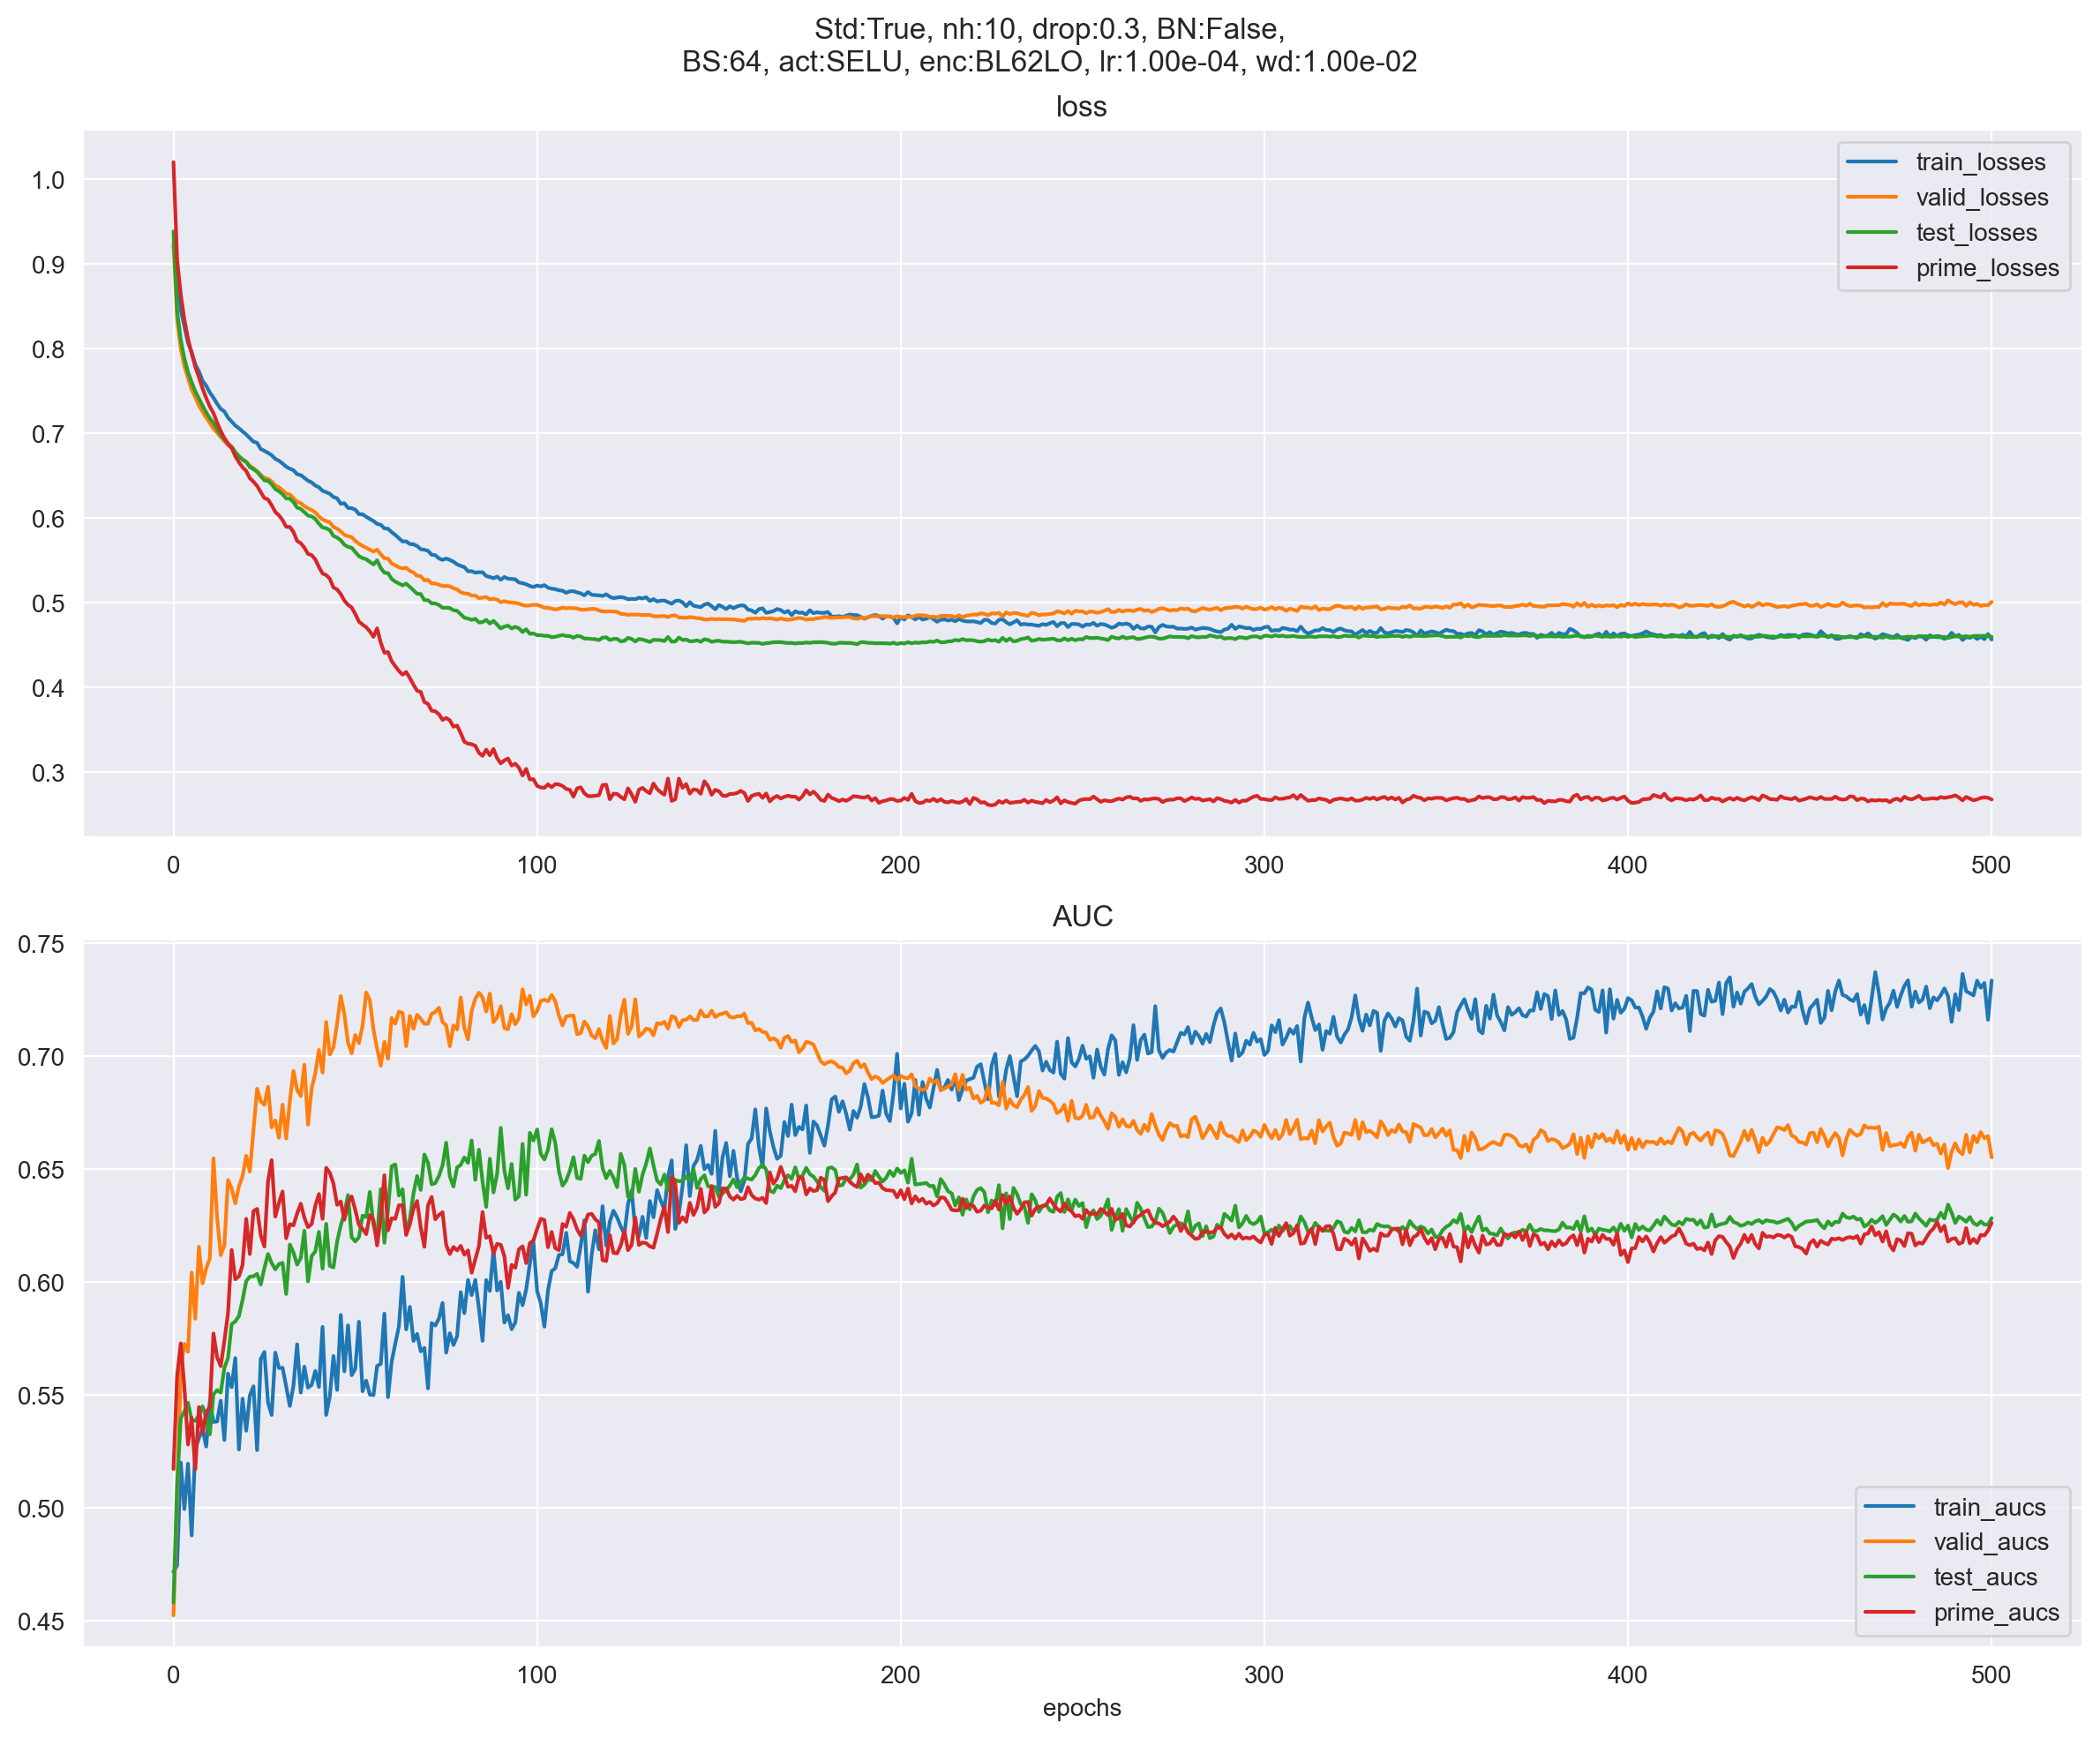 Std:True, nh:10, drop:0.3, BN:False,
BS:64, act:SELU, enc:BL62LO, lr:1.00e-04, wd:1.00e-02
loss
train_losses
valid_losses
test_losses
prime_losses
1.0
0.9
0.8
0.7
0.6
0.5
0.4
0.3
0 100 200 300 400 500
AUC
0.75
0.70
0.65
0.60
0.55
0.50
0.45
train_aucs
valid_aucs
test_aucs
prime_aucs
0 100 200 300 400 500
epochs